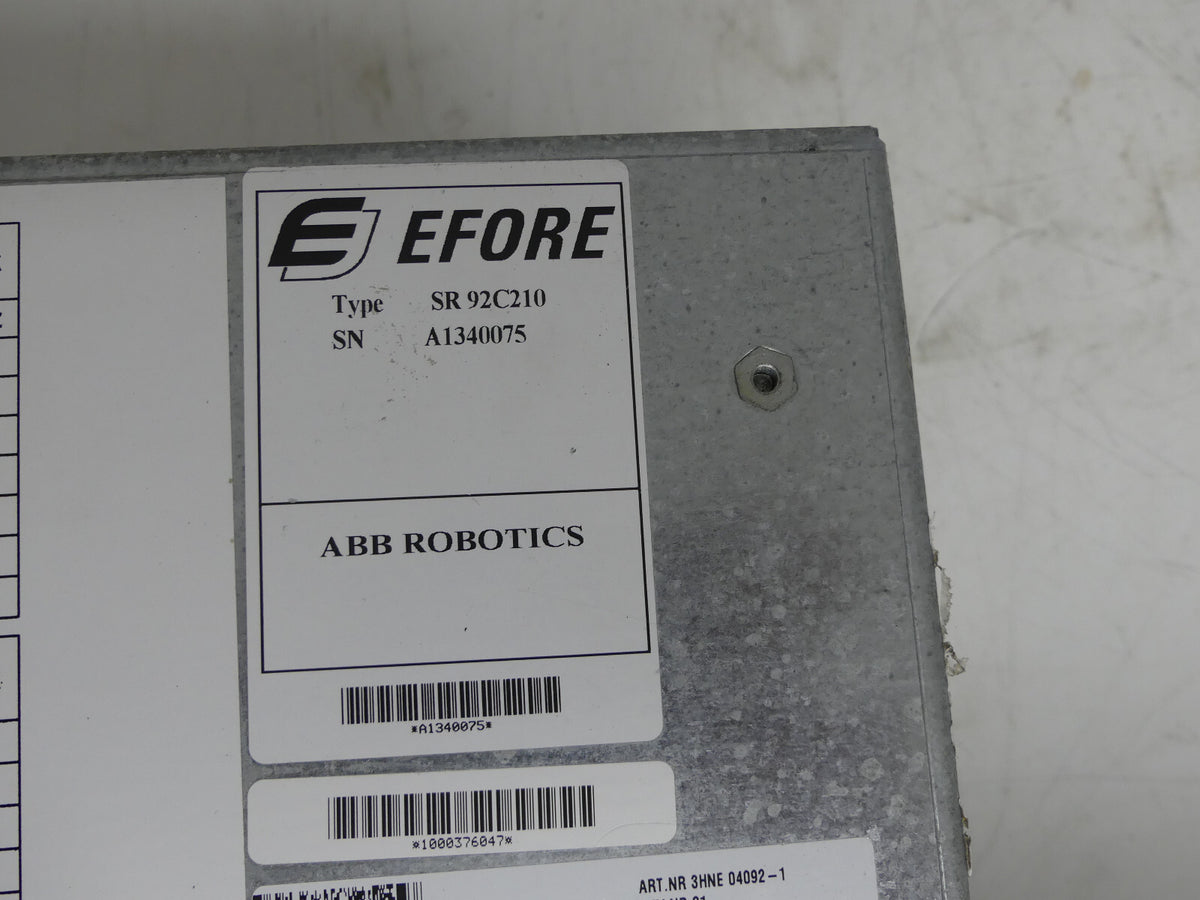 EFORE
Type SR 92C210
SN A1340075
ABB ROBOTICS
*A1340075*
*1000376047*
ART.NR 3HNE 04092-1